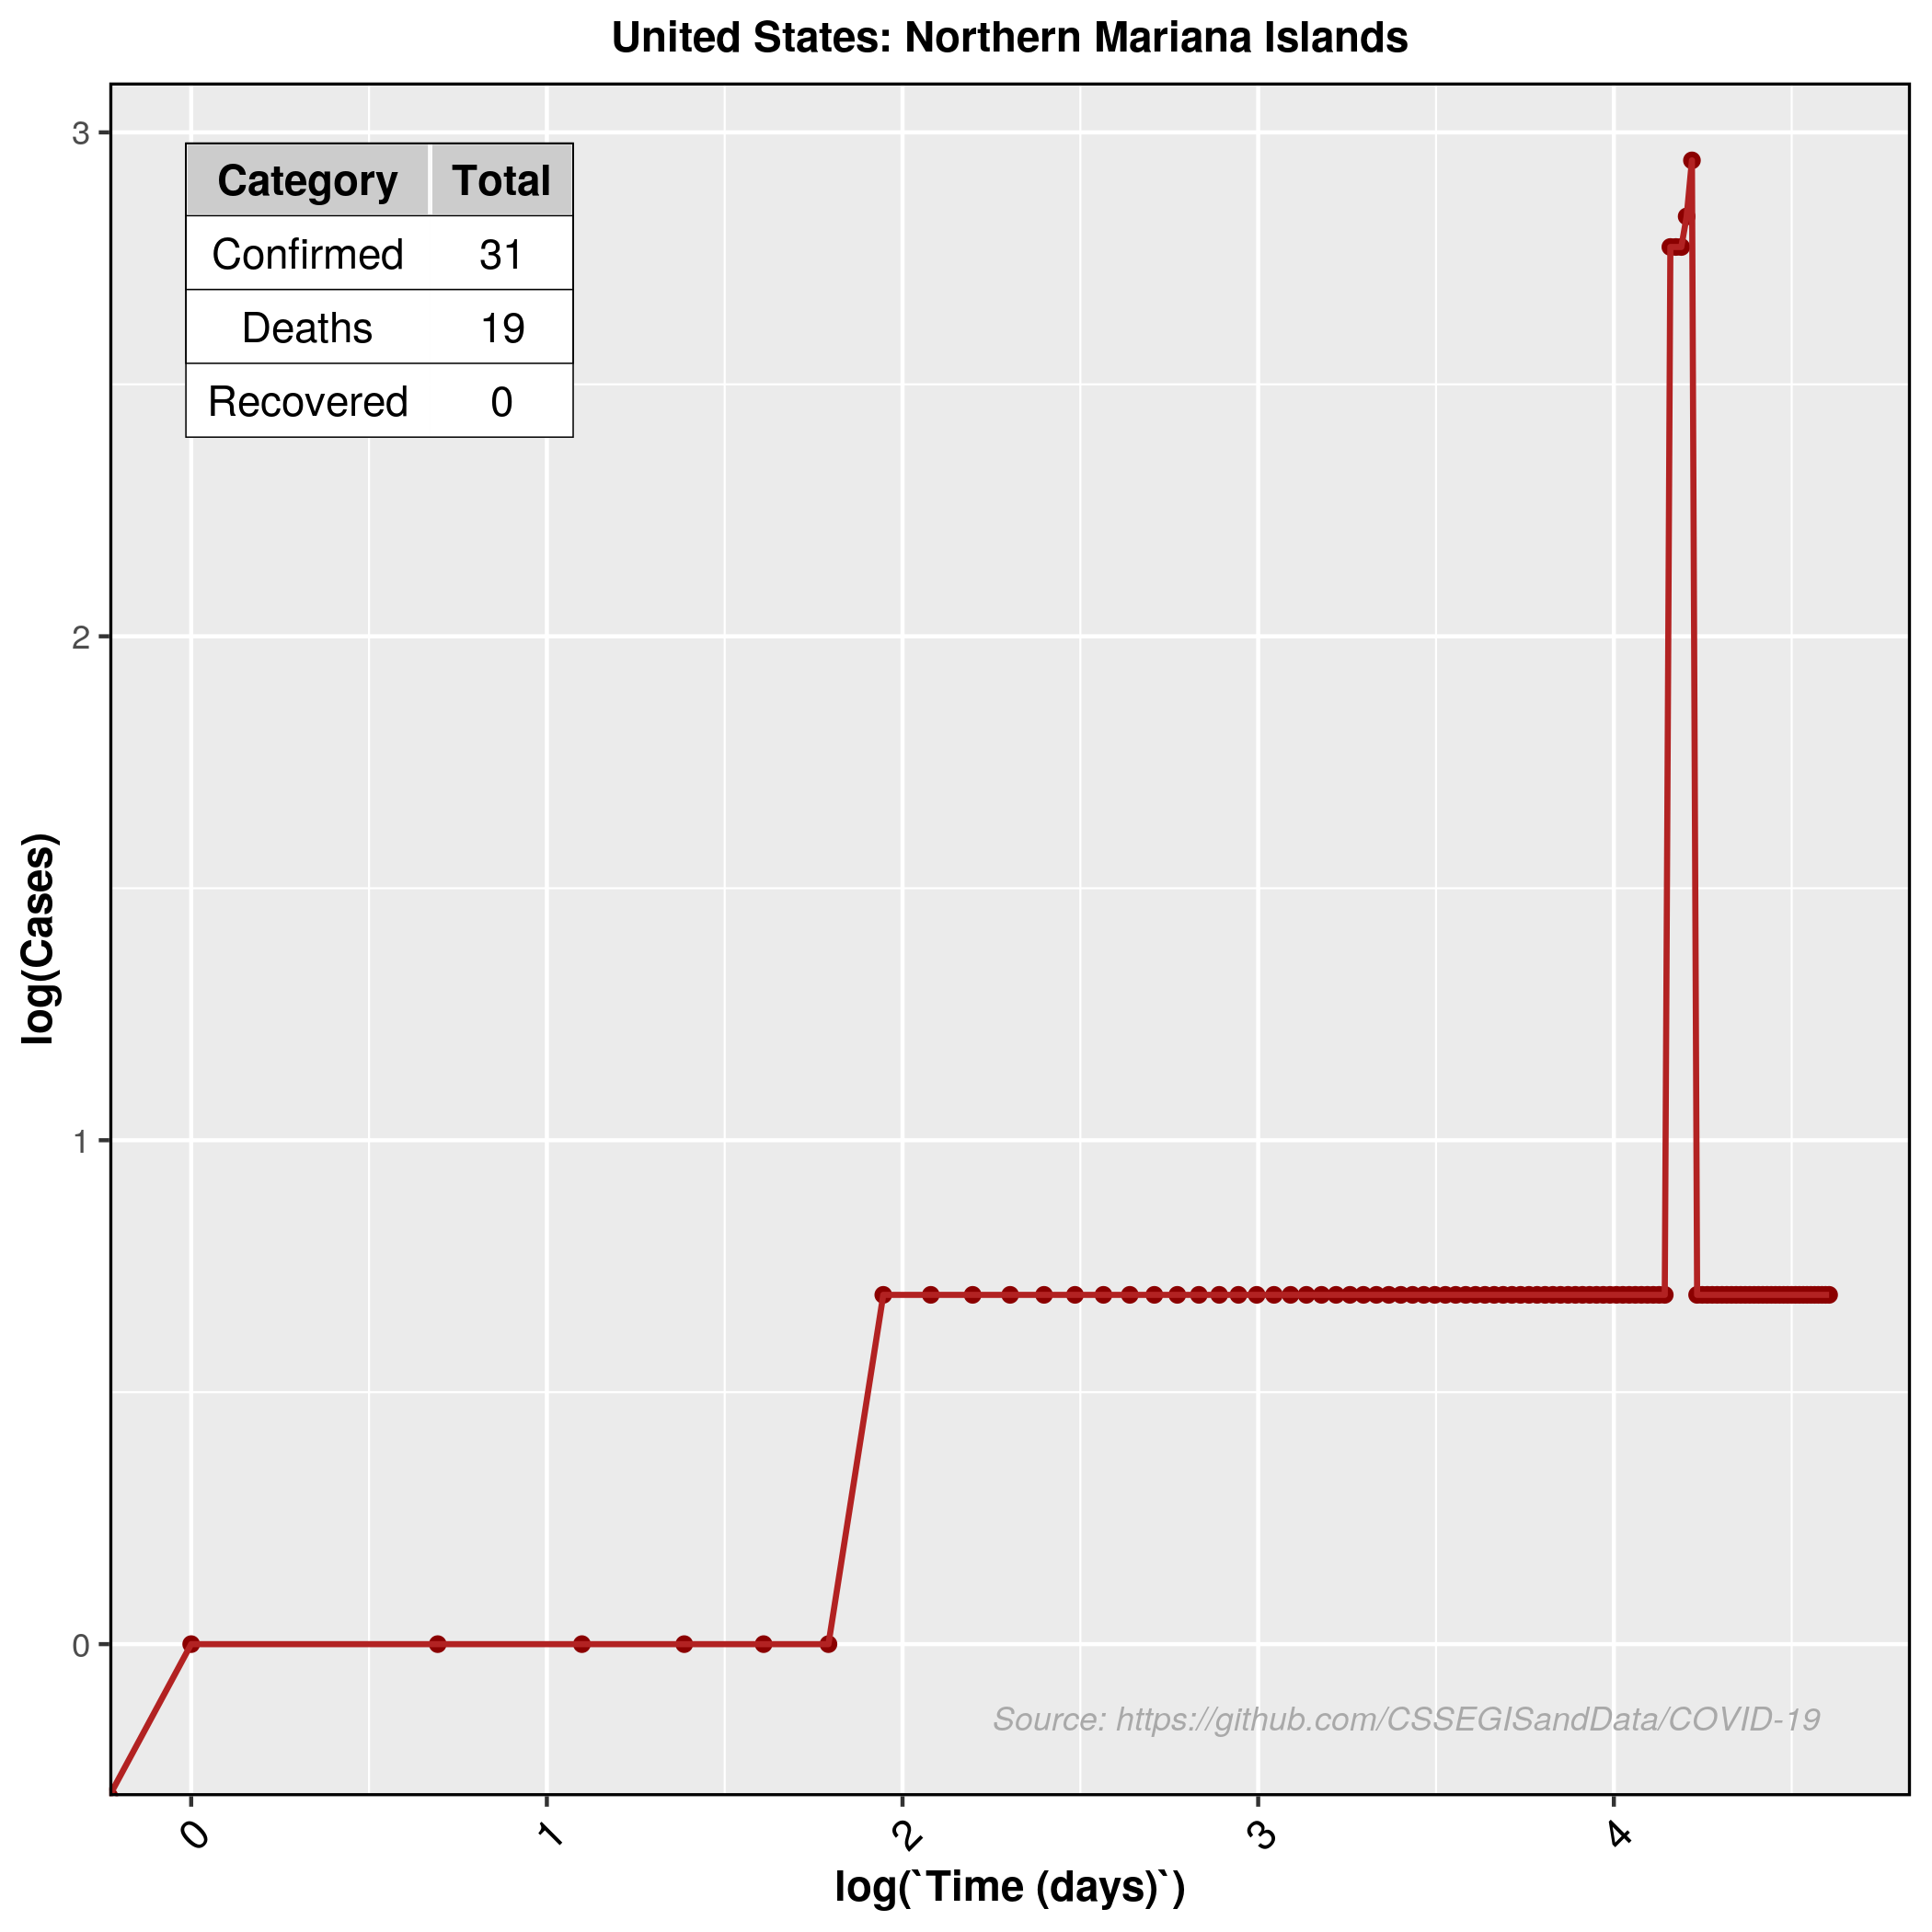 United States: Northern Mariana Islands
3
2
1
0
log(Cases)
Category Total
Confirmed 31
Deaths 19
Recovered 0
Source: https://github.com/CSSEGISandData/COVID-19
0 1 2 3 4
log(`Time (days)`)